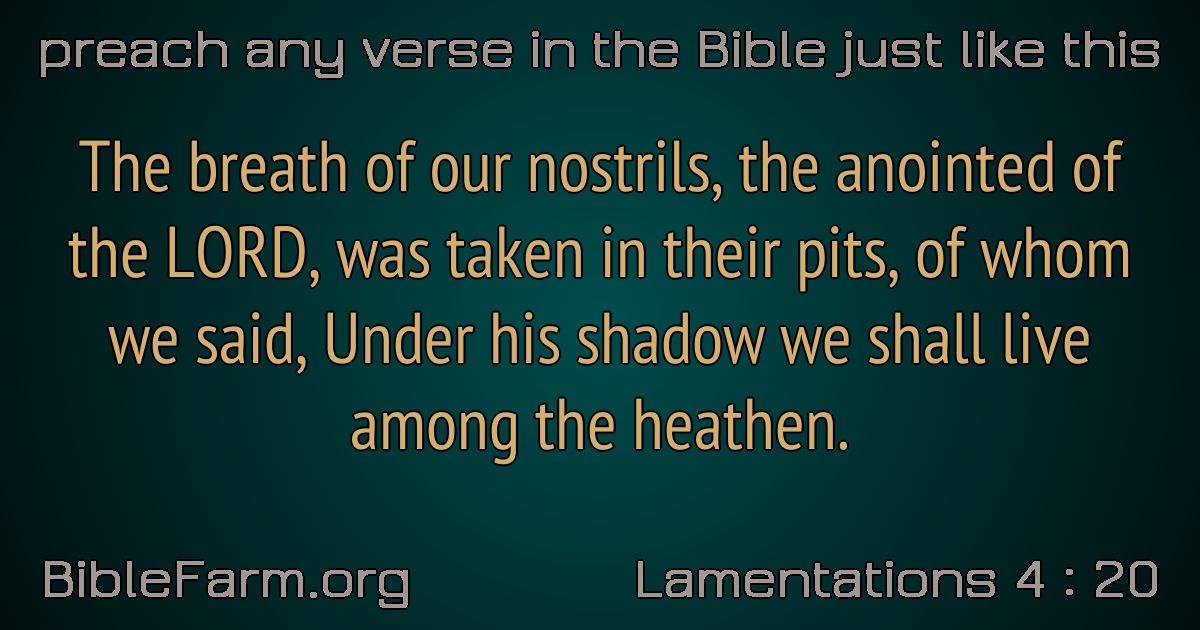 preach any verse in the Bible just like this
The breath of our nostrils, the anointed of
the LORD, was taken in their pits, of whom
we said, Under his shadow we shall live
among the heathen.
BibleFarm.org
Lamentations 4 : 20